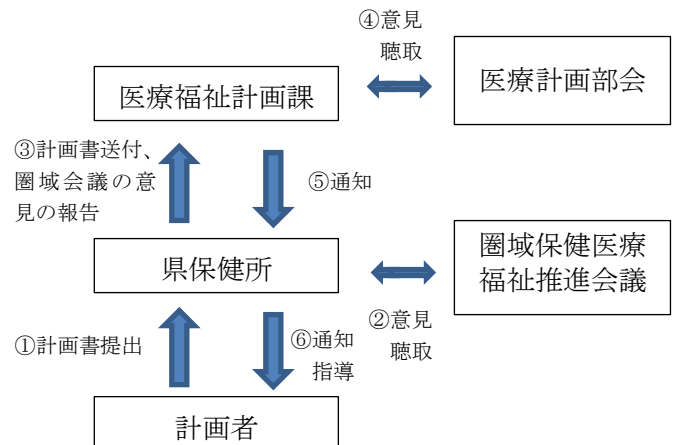 ④意見
聴取
医療福祉計画課
医療計画部会
③計画書送付、
圏域会議の意
見の報告
⑤通知
県保健所
圏域保健医療
福祉推進会議
①計画書提出
⑥通知
指導
②意見
聴取
計画者